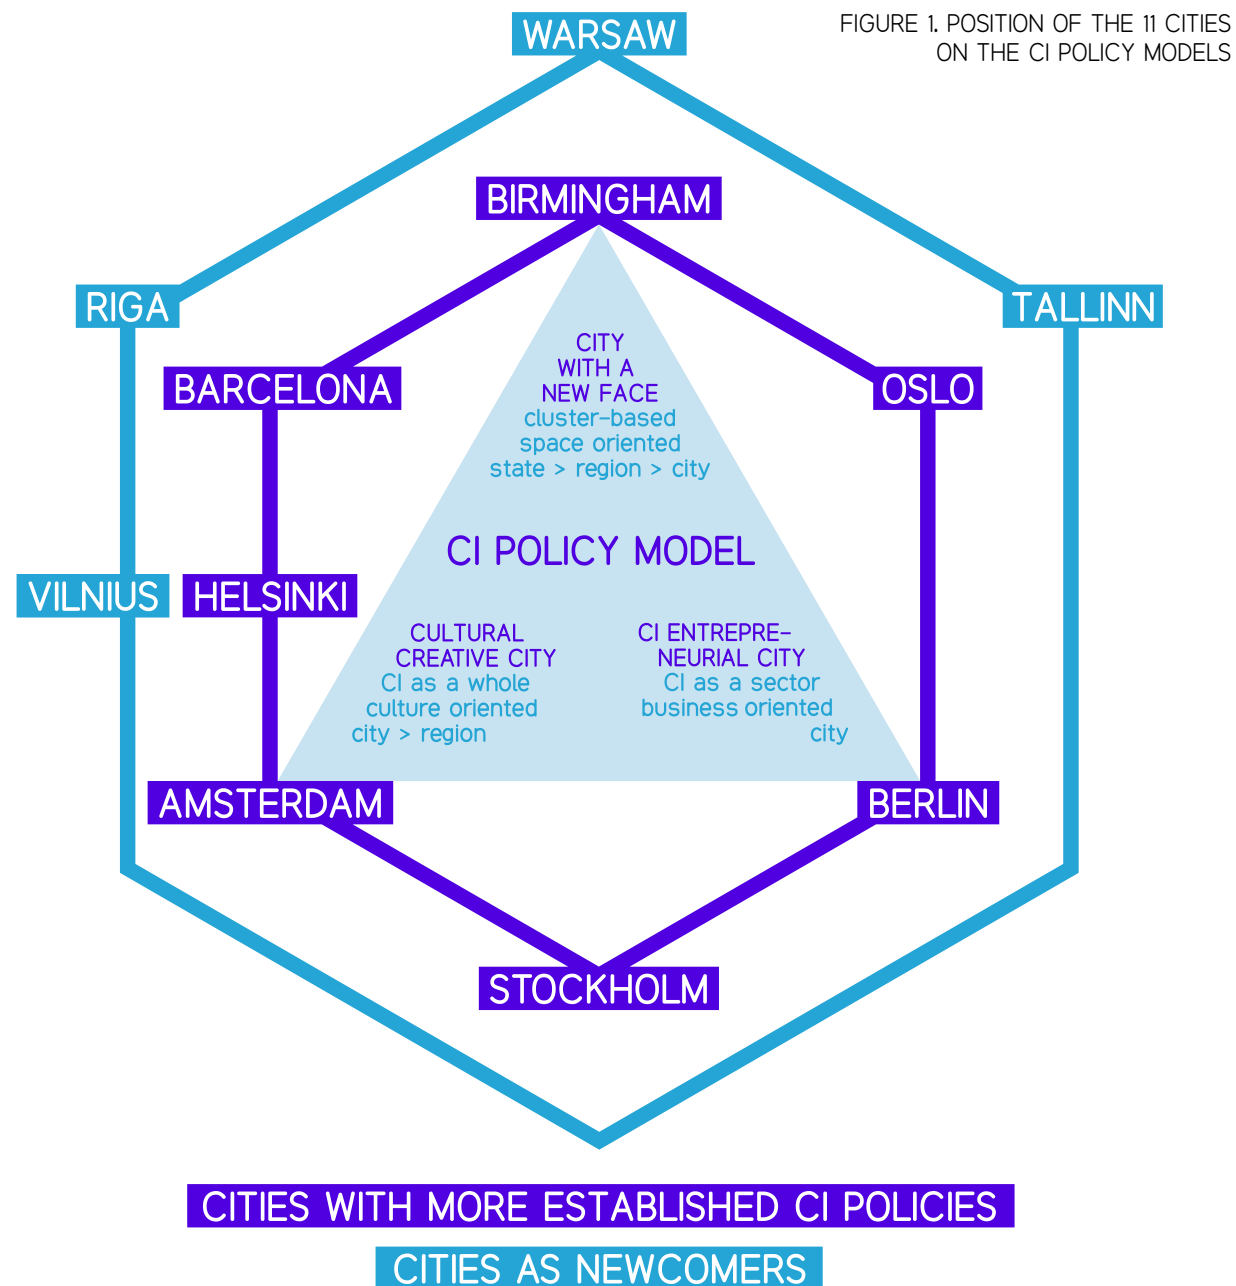 FIGURE 1. POSITION OF THE 11 CITIES
ON THE CI POLICY MODELS
WARSAW
BIRMINGHAM
RIGA
TALLINN
BARCELONA
OSLO
CITY
WITH A
NEW FACE
cluster-based
space oriented
state > region > city
CI POLICY MODEL
VILNIUS
HELSINKI
CULTURAL
CREATIVE CITY
CI as a whole
culture oriented
city > region
CI ENTREPRE-
NEURIAL CITY
CI as a sector
business oriented
city
AMSTERDAM
BERLIN
STOCKHOLM
CITIES WITH MORE ESTABLISHED CI POLICIES
CITIES AS NEWCOMERS